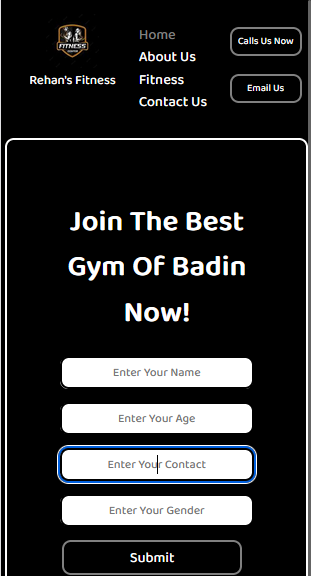 FITNESS
Rehan's Fitness
Home
About Us
Fitness
Contact Us
Calls Us Now
Email Us
Join The Best
Gym Of Badin
Now!
Enter Your Name
Enter Your Age
Enter Your Contact
Enter Your Gender
Submit